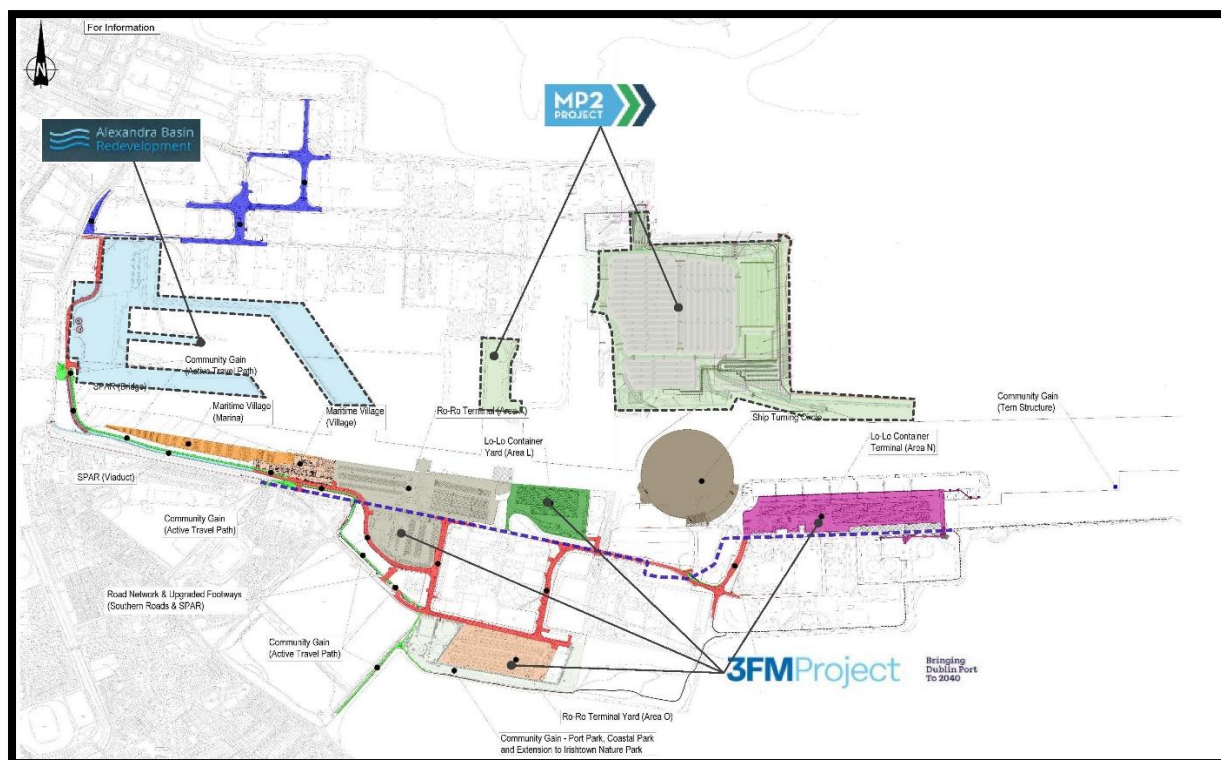 For Information
N
MP2
PROJECT
Alexandra Basin
Redevelopment
Community Gain
(Active Travel Path)
SPAR (Bridge)
Maritime Village
(Marina)
Maritime Village
(Village)
Ro-Ro Terminal (Area K)
Lo-Lo Container
Yard (Area L)
Ship Turning Circle
Community Gain
(Tern Structure)
Lo-Lo Container
Terminal (Area N)
SPAR (Viaduct)
Community Gain
(Active Travel Path)
Road Network & Upgraded Footways
(Southern Roads & SPAR)
Community Gain
(Active Travel Path)
3FMProject
Bringing
Dublin Port
To 2040
Ro-Ro Terminal Yard (Area O)
Community Gain - Port Park, Coastal Park
and Extension to Irishtown Nature Park